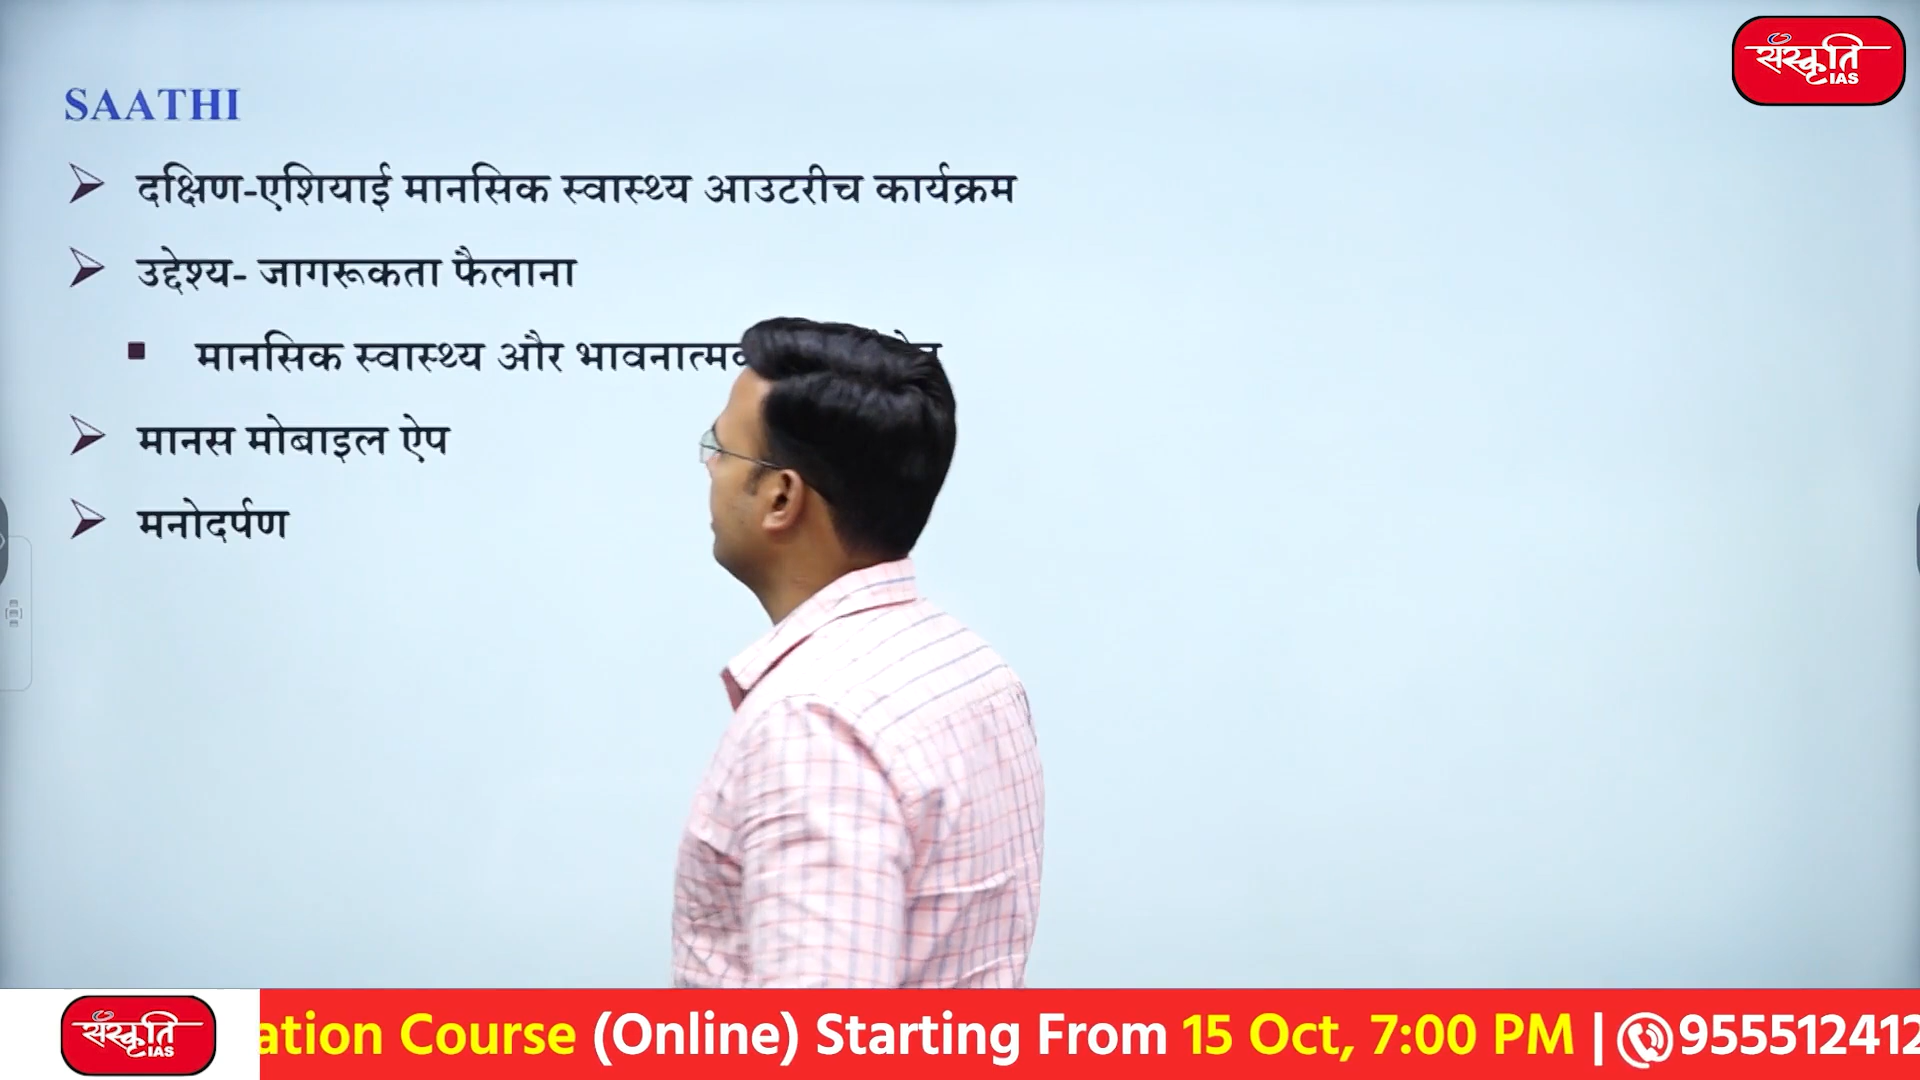 संस्कृति
IAS
SAATHI
दक्षिण-एशियाई मानसिक स्वास्थ्य आउटरीच कार्यक्रम
उद्देश्य- जागरूकता फैलाना
मानसिक स्वास्थ्य और
मानस मोबाइल ऐप
मनोदर्पण
संस्कृति
IAS
ation Course (Online) Starting From 15 Oct, 7:00 PM | 955512412